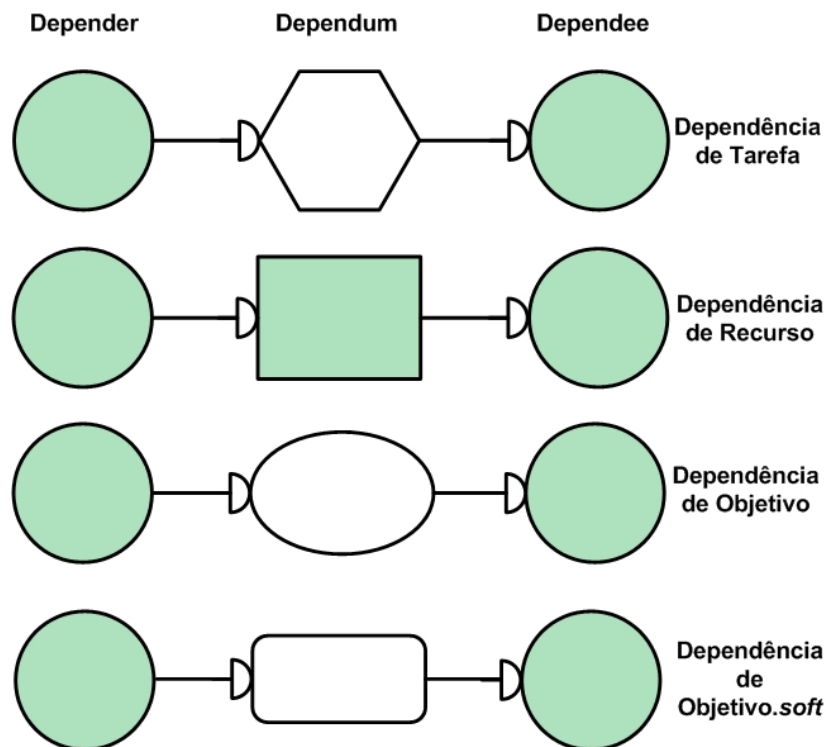 Depender Dependum Dependee
Dependência
de Tarefa
Dependência
de Recurso
Dependência
de Objetivo
Dependência
de
Objetivo.soft